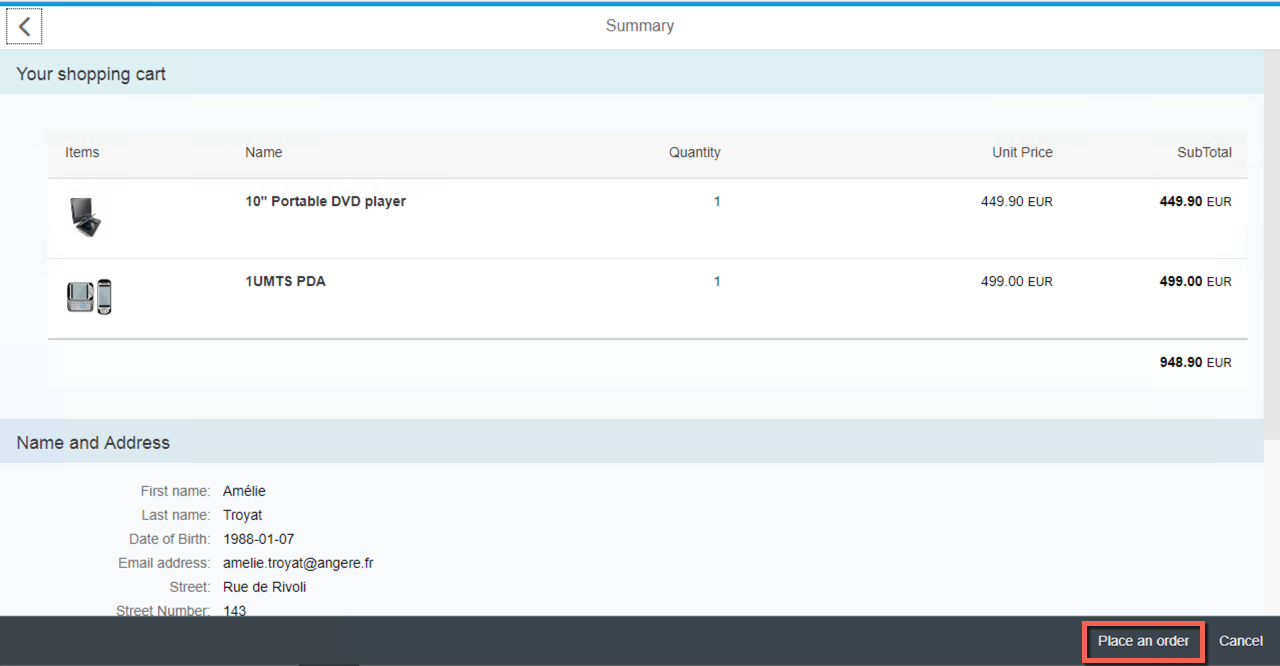 Summary
Your shopping cart
Items Name Quantity Unit Price SubTotal
10" Portable DVD player 1 449.90 EUR 449.90 EUR
1UMTS PDA 1 499.00 EUR 499.00 EUR
948.90 EUR
Name and Address
First name: Amélie
Last name: Troyat
Date of Birth: 1988-01-07
Email address: amelie.troyat@angere.fr
Street: Rue de Rivoli
Street Number: 143
Place an order Cancel